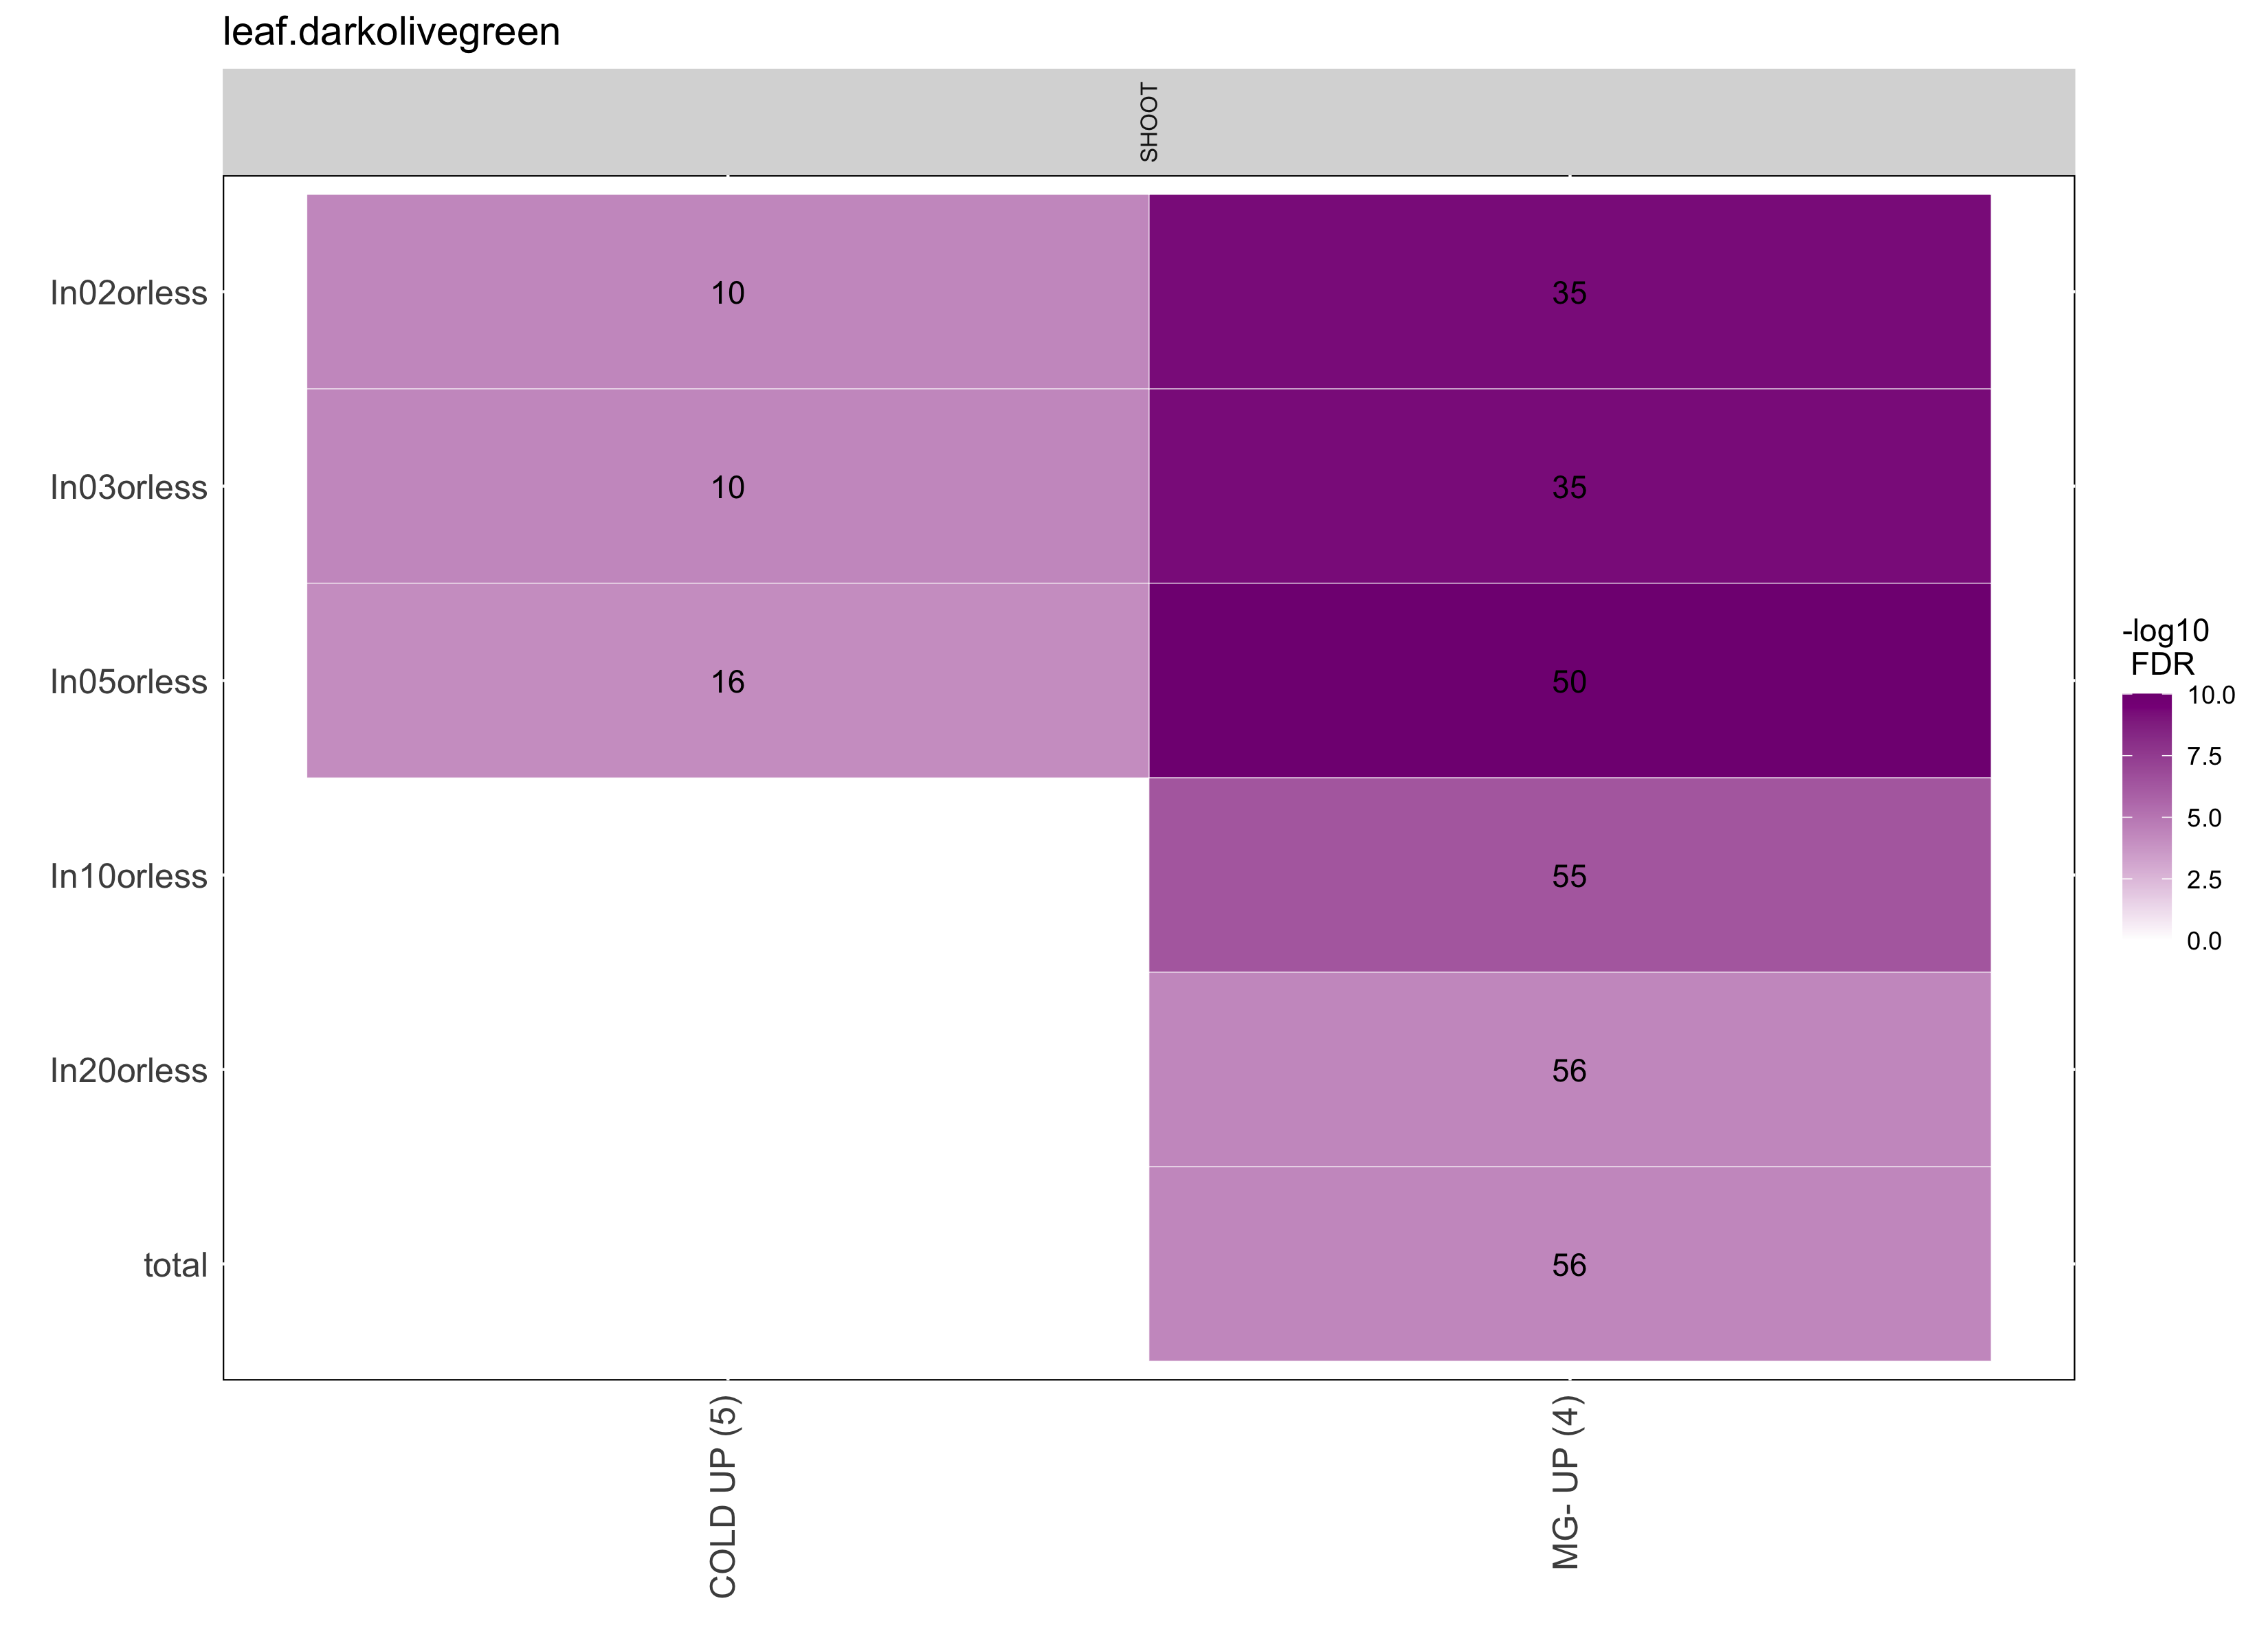 leaf.darkolivegreen
SHOOT
In02orless
10
35
In03orless
10
35
In05orless
16
50
In10orless
55
In20orless
56
total
56
COLD UP (5)
MG- UP (4)
-log10
FDR
10.0
7.5
5.0
2.5
0.0